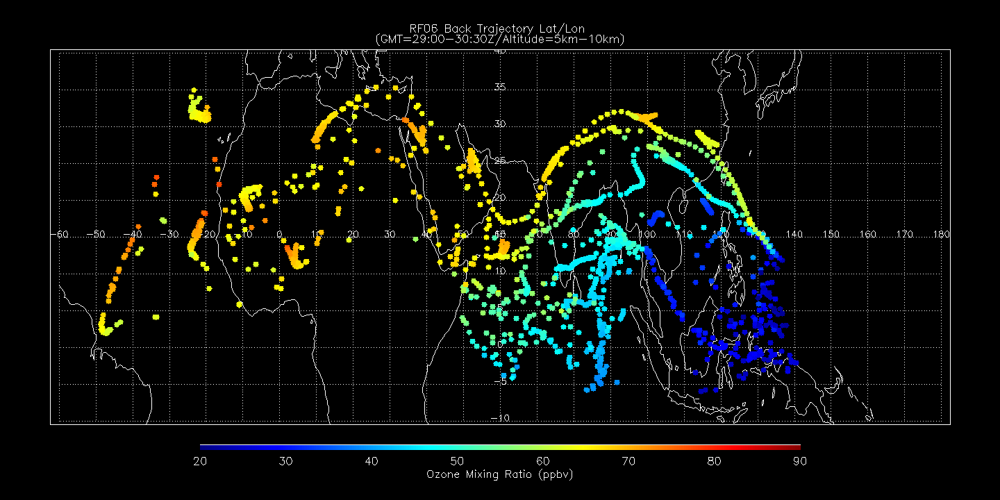 RF06 Back Trajectory Lat/Lon
(GMT=29:00-30:30Z/Altitude=5km-10km)
40
35
30
25
20
-60 -50 -40 -30 -20 -10 0 10 20 30 40 50 60 70 80 90 100 110 120 130 140 150 160 170 180
10
5
0
-5
-10
20 30 40 50 60 70 80 90
Ozone Mixing Ratio (ppbv)